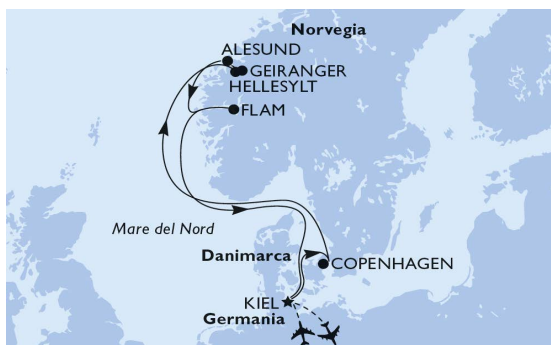 Norvegia
ALESUND
GEIRANGER
HELLESYLT
FLAM
Mare del Nord
Danimarca
COPENHAGEN
KIEL
Germania